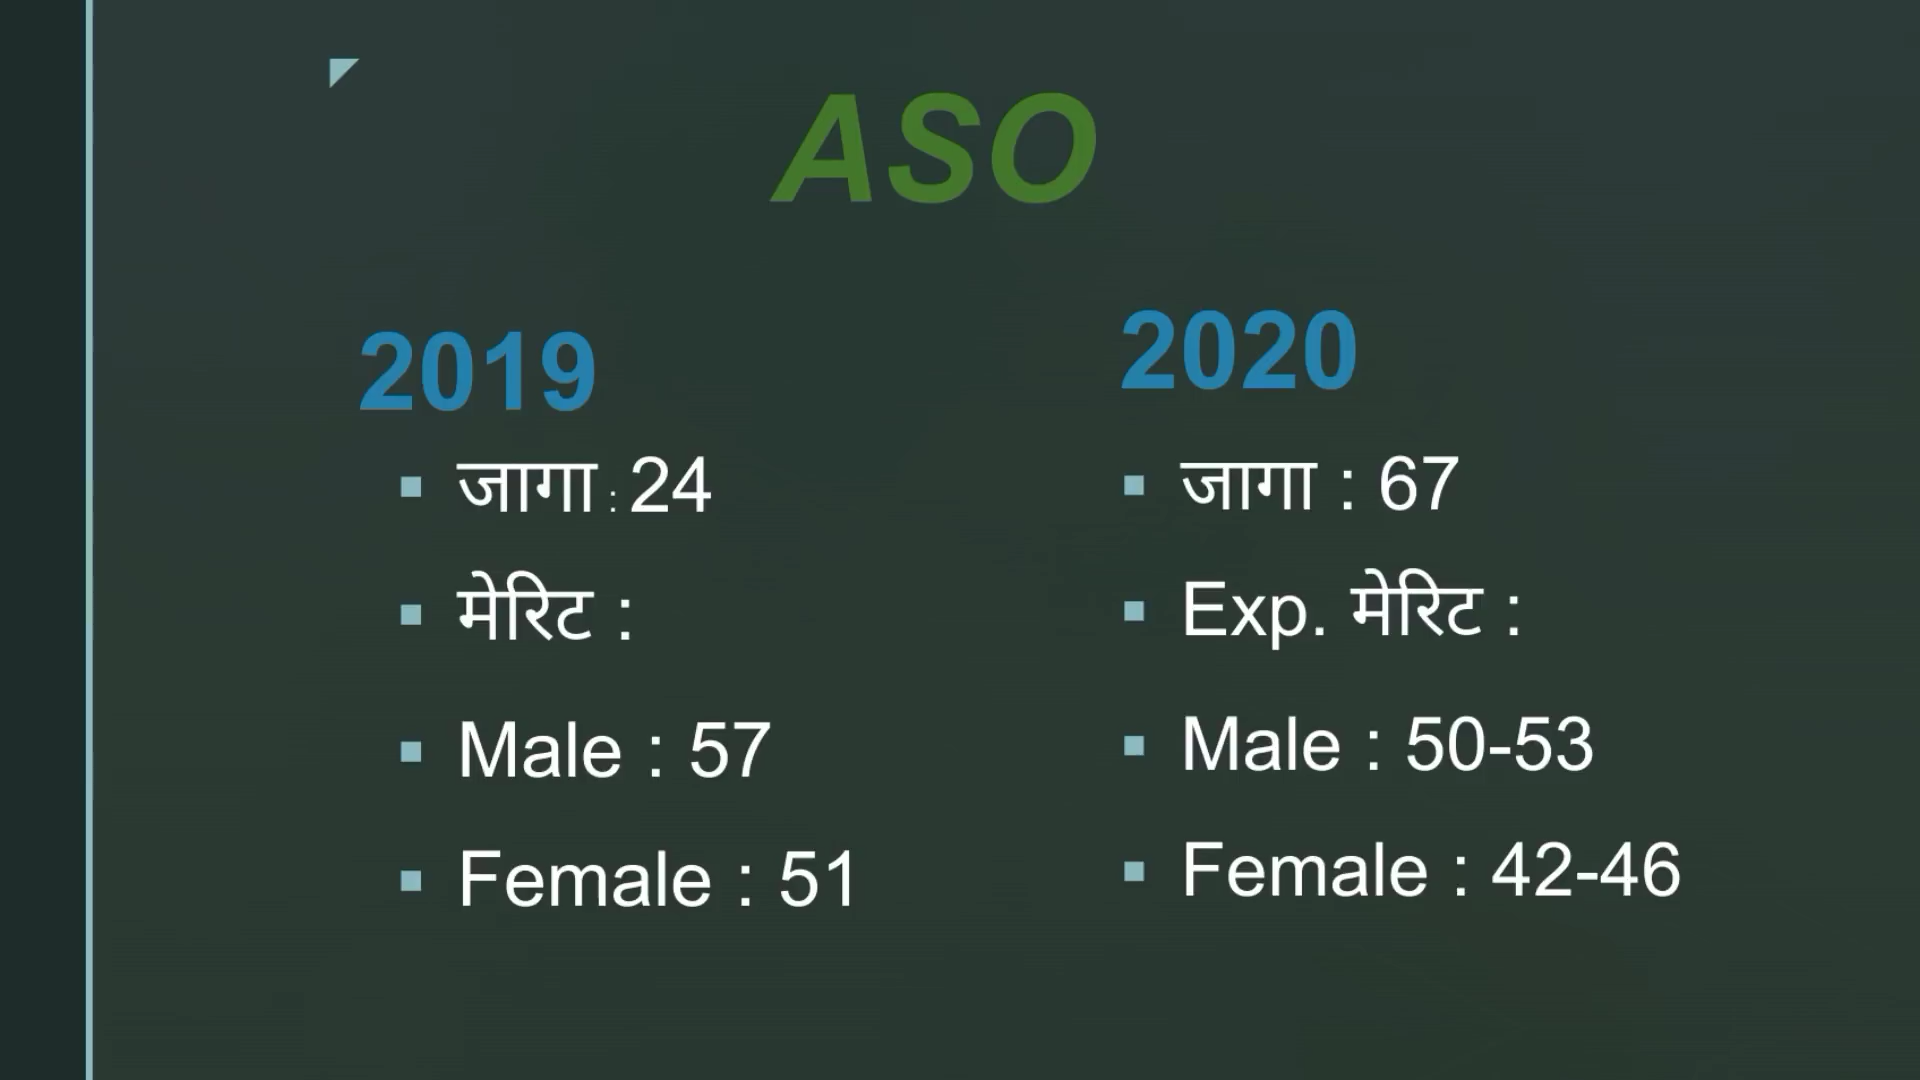 ASO
2019
जागा : 24
मेरिट :
Male : 57
Female : 51
2020
जागा : 67
Exp. मेरिट :
Male : 50-53
Female : 42-46